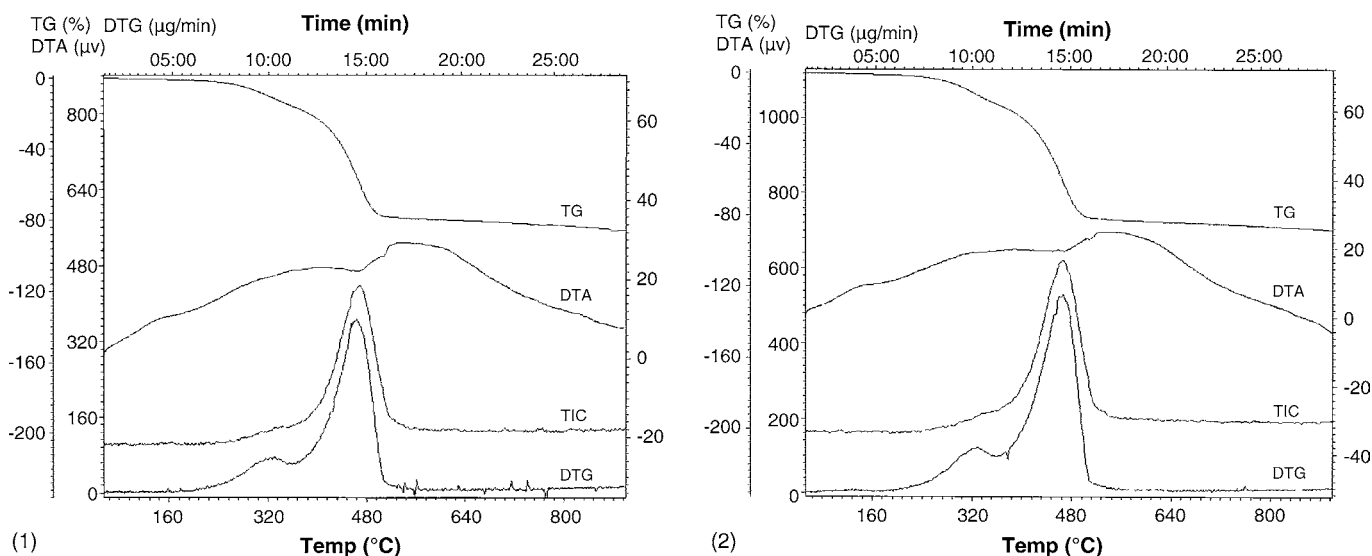 TG (%) DTG (µg/min) Time (min)
DTA (µv)
05:00 10:00 15:00 20:00 25:00
0
-40
-80
-120
-160
-200
800
640
480
320
160
0
60
40
20
0
-20
TG
DTA
TIC
DTG
160 320 480 640 800
(1) Temp (°C)
TG (%) DTG (µg/min) Time (min)
DTA (µv)
05:00 10:00 15:00 20:00 25:00
0
-40
-80
-120
-160
-200
1000
800
600
400
200
0
60
40
20
0
-20
-40
TG
DTA
TIC
DTG
160 320 480 640 800
(2) Temp (°C)